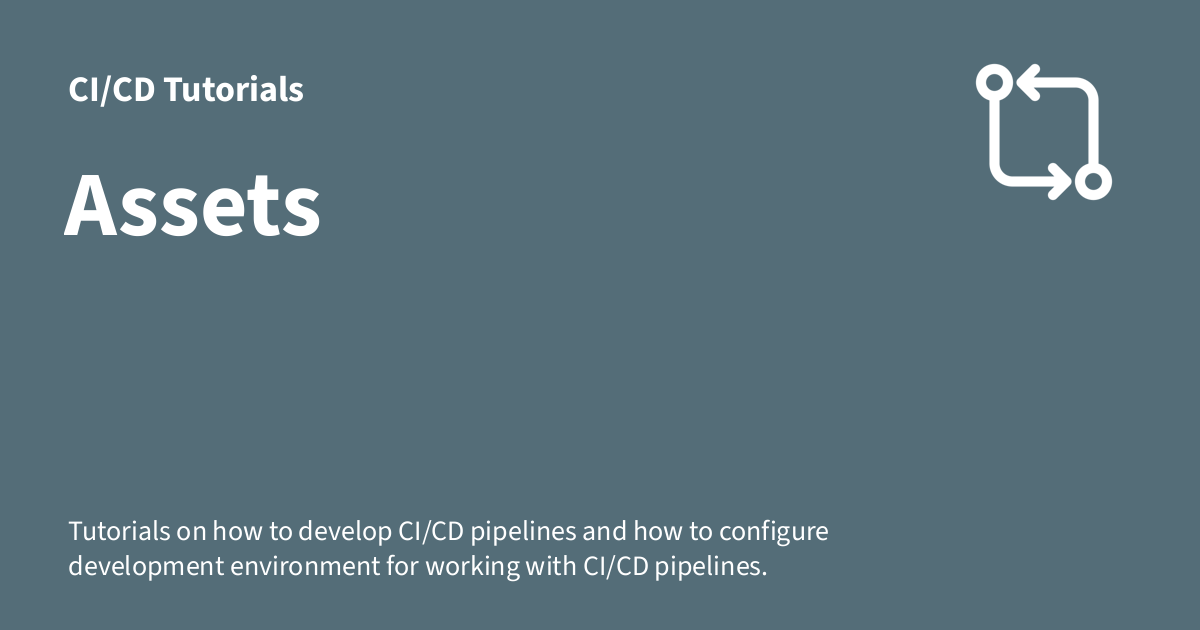 CI/CD Tutorials
Assets
Tutorials on how to develop CI/CD pipelines and how to configure
development environment for working with CI/CD pipelines.